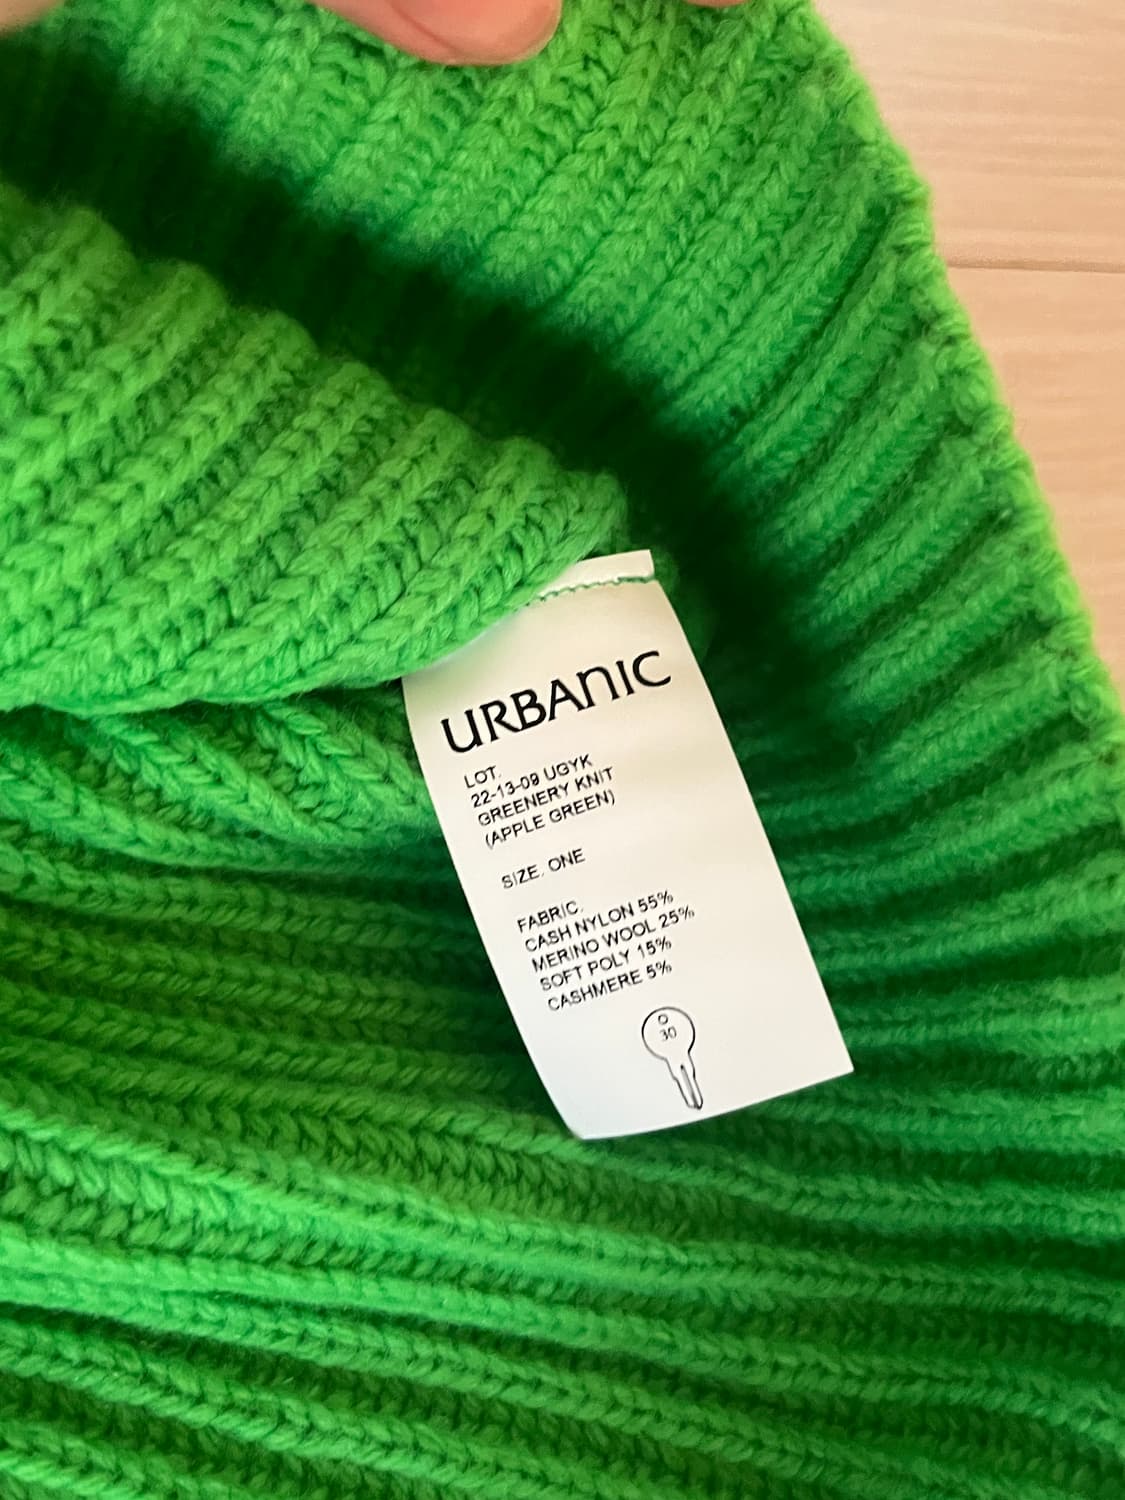 URBANIC
LOT.
22-13-09 UGYK
GREENERY KNIT
(APPLE GREEN)
SIZE. ONE
FABRIC.
CASH NYLON 55%
MERINO WOOL 25%
SOFT POLY 15%
CASHMERE 5%
30